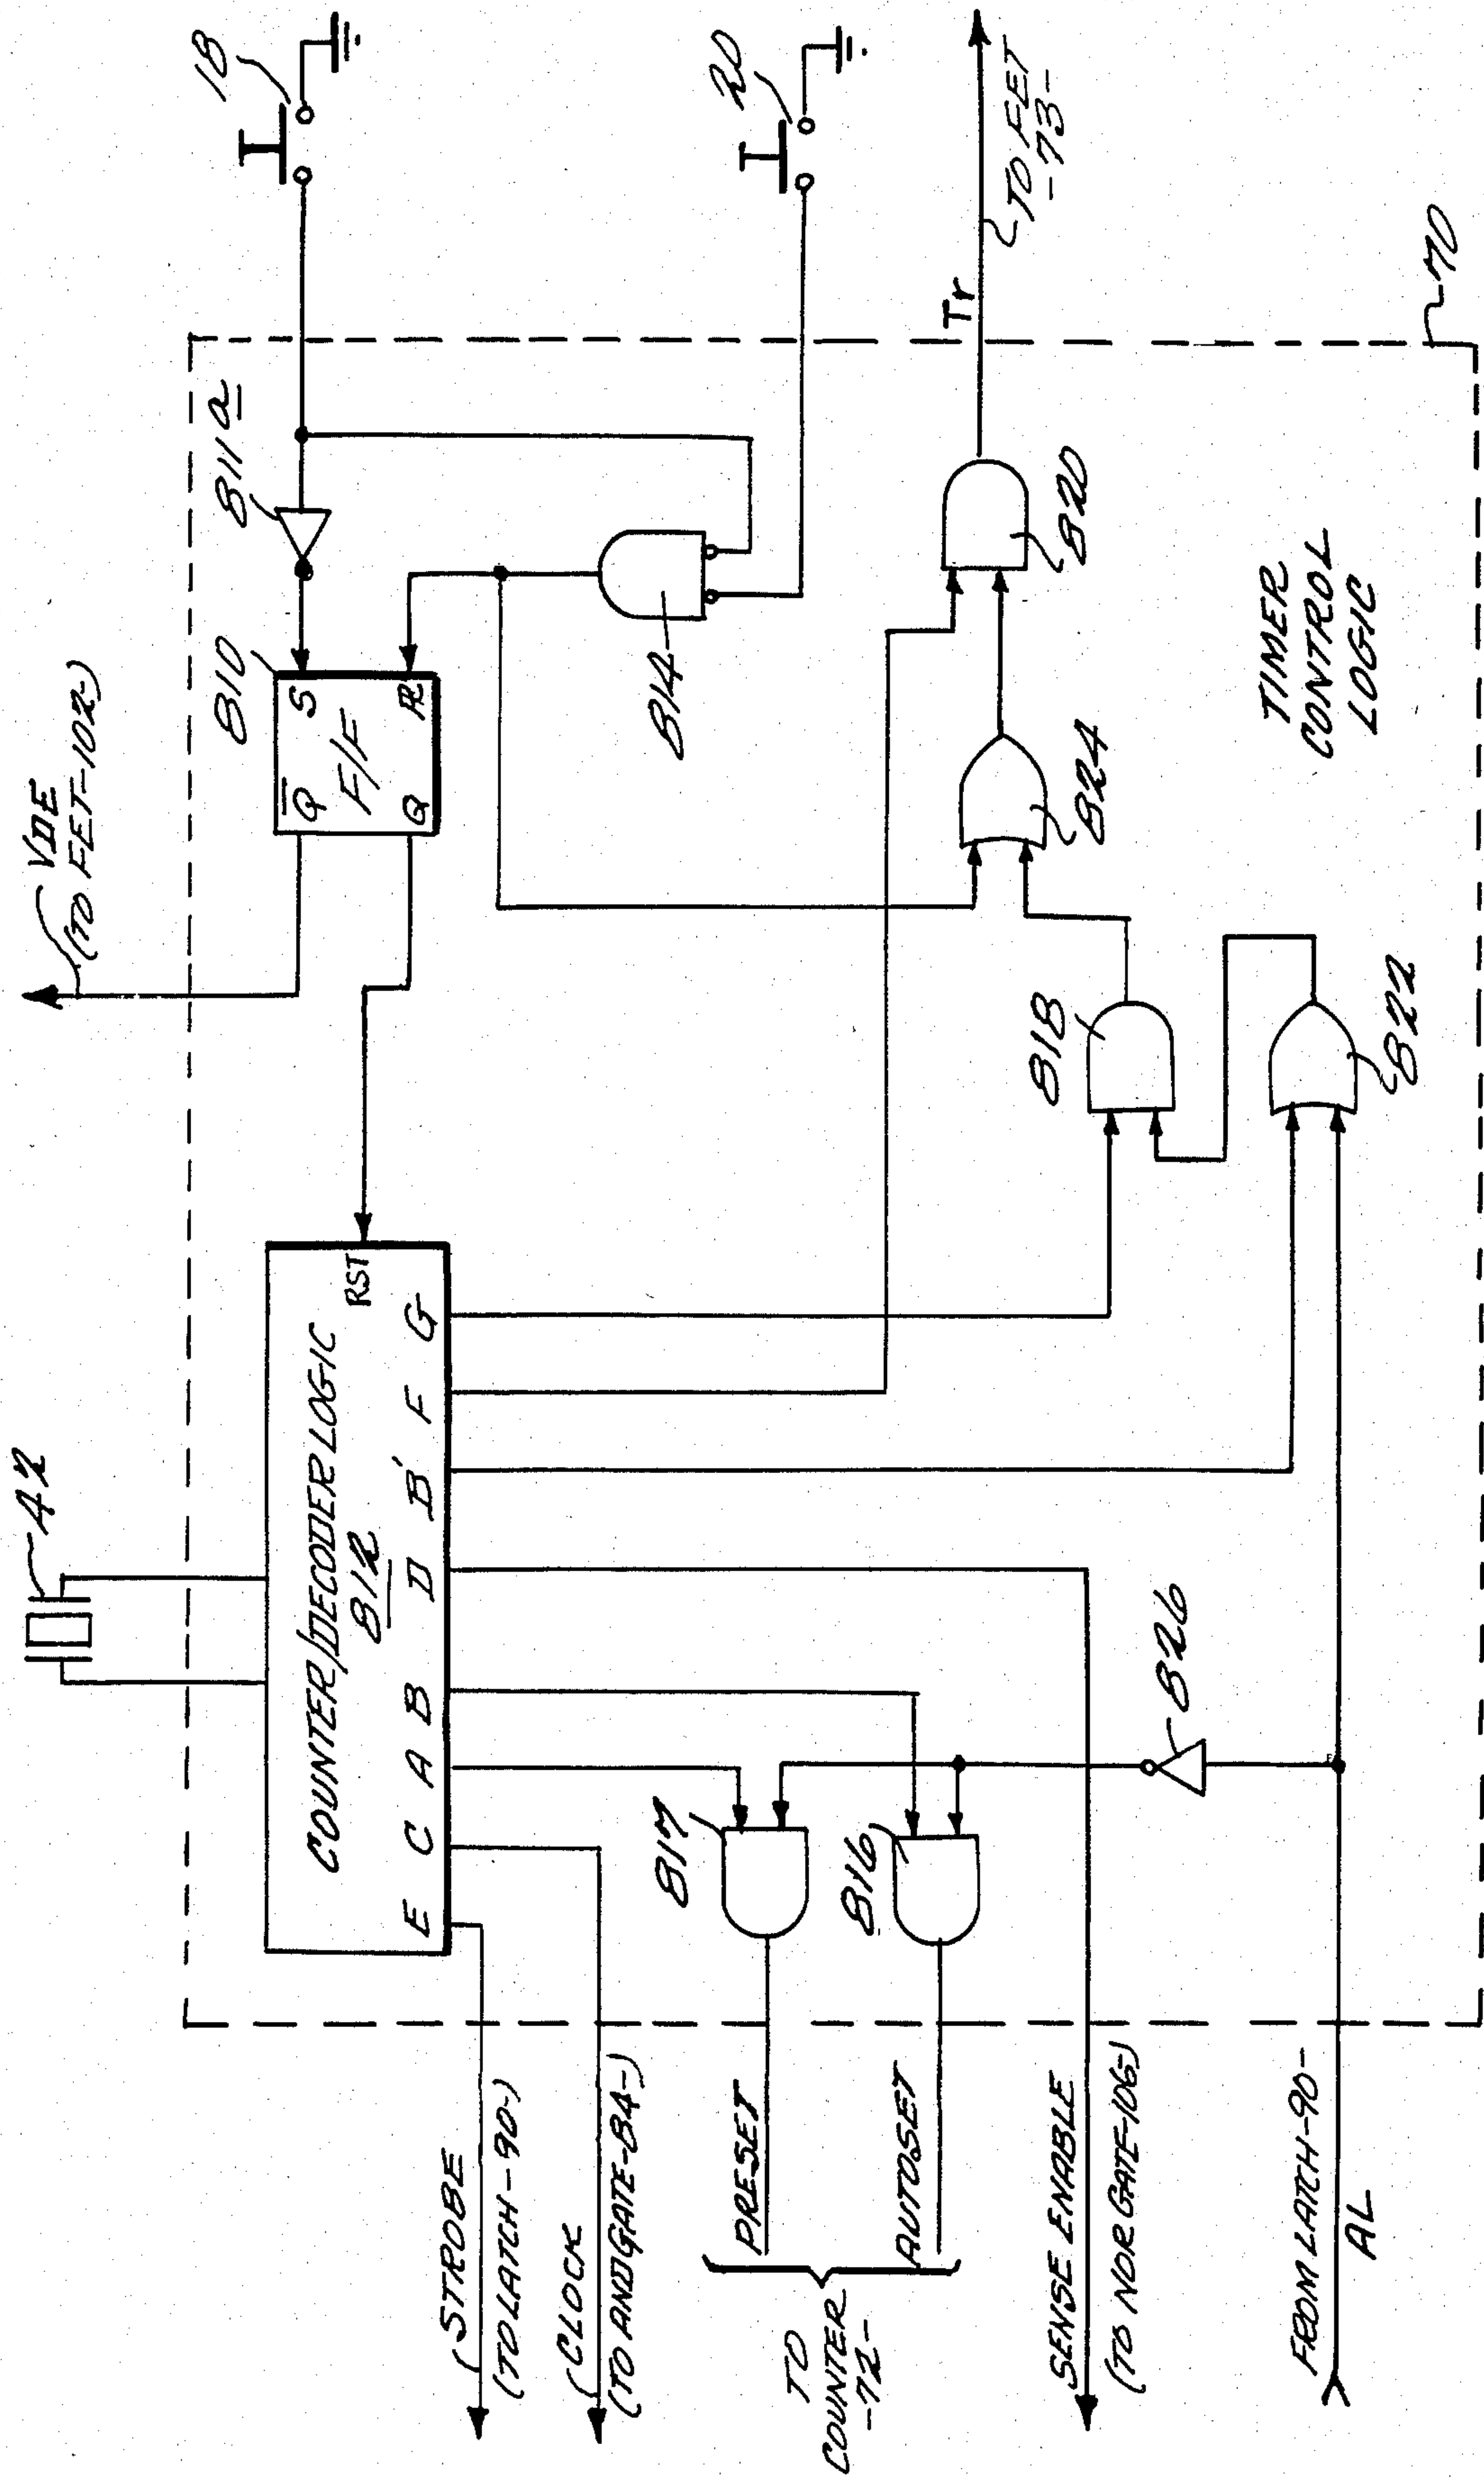 VDE
(TO FET-102-)
42
18
20
810
811a
S
R
Q̅
Q
F/F
814
COUNTER/DECODER LOGIC
812
RST
E
C
A
B
D
B'
F
G
817
816
826
818
822
824
820
Tr
TO FET
-73-
70
TIMER
CONTROL
LOGIC
STROBE
(TO LATCH-90-)
CLOCK
(TO AND GATE-84-)
PRESET
AUTOSET
TO
COUNTER
-72-
SENSE ENABLE
(TO NOR GATE-106-)
FROM LATCH-90-
AL